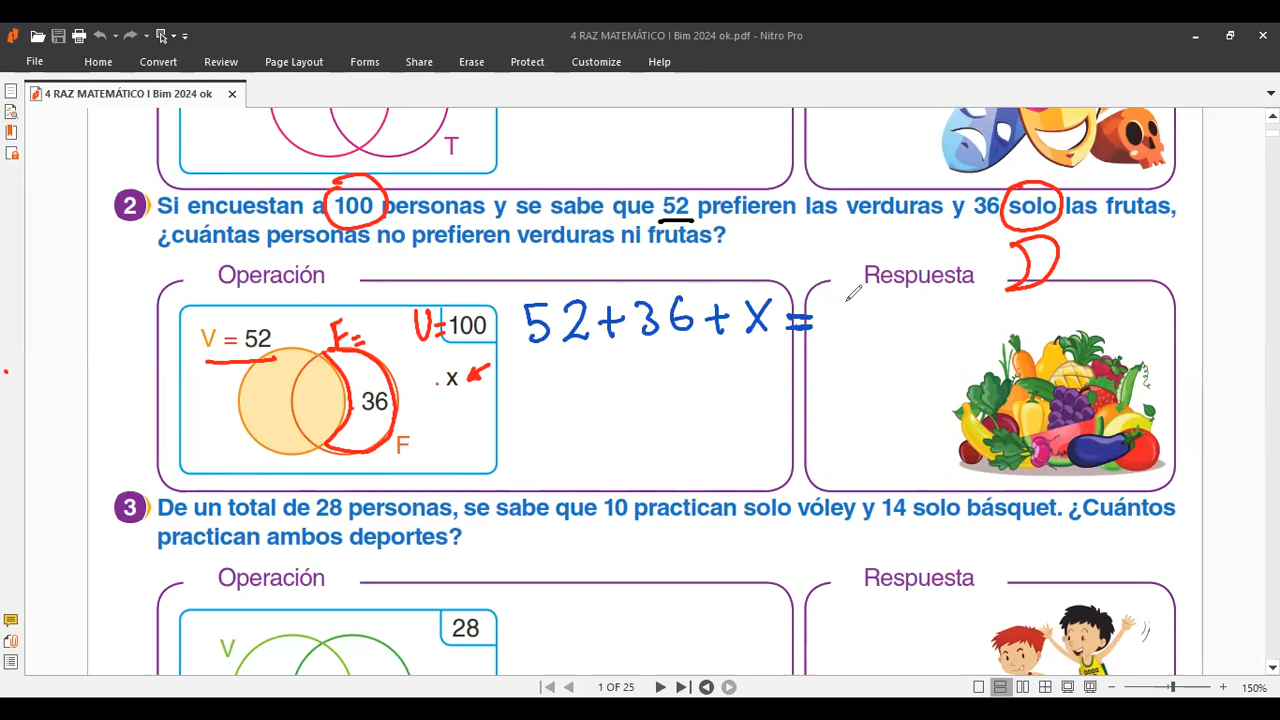 4 RAZ MATEMÁTICO I Bim 2024 ok.pdf - Nitro Pro
File Home Convert Review Page Layout Forms Share Erase Protect Customize Help
4 RAZ MATEMÁTICO I Bim 2024 ok
T
2 Si encuestan a 100 personas y se sabe que 52 prefieren las verduras y 36 solo las frutas,
¿cuántas personas no prefieren verduras ni frutas?
Operación
Respuesta
V = 52
F=
U=100
52+36+X=
x
36
F
3 De un total de 28 personas, se sabe que 10 practican solo vóley y 14 solo básquet. ¿Cuántos
practican ambos deportes?
Operación
Respuesta
28
V
1 OF 25
150%